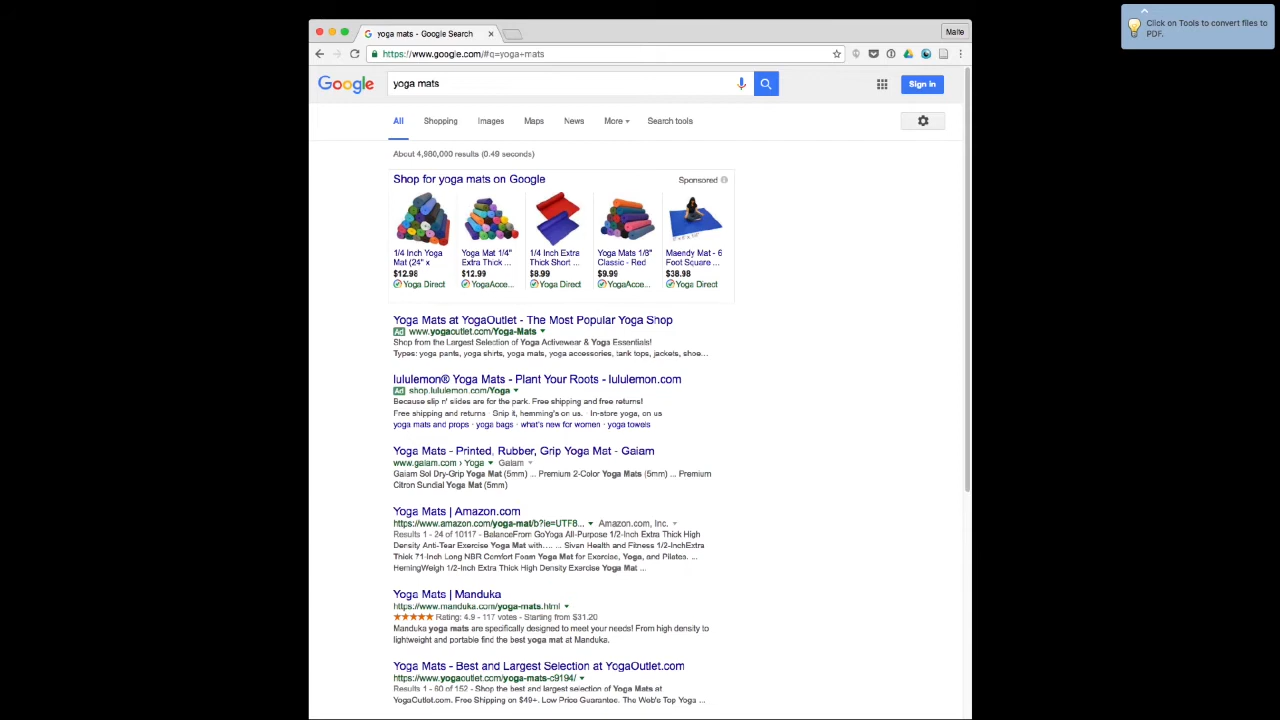 Click on Tools to convert files to
PDF.
yoga mats - Google Search
Malte
https://www.google.com/#q=yoga+mats
Google
yoga mats
Sign in
All Shopping Images Maps News More Search tools
About 4,980,000 results (0.49 seconds)
Shop for yoga mats on Google
Sponsored
1/4 Inch Yoga
Mat (24" x
$12.98
Yoga Direct
Yoga Mat 1/4"
Extra Thick ...
$12.99
YogaAcce...
1/4 Inch Extra
Thick Short ...
$8.99
Yoga Direct
Yoga Mats 1/8"
Classic - Red
$9.99
YogaAcce...
Maendy Mat - 6
Foot Square ...
$38.98
Yoga Direct
Yoga Mats at YogaOutlet - The Most Popular Yoga Shop
Ad www.yogaoutlet.com/Yoga-Mats
Shop from the Largest Selection of Yoga Activewear & Yoga Essentials!
Types: yoga pants, yoga shirts, yoga mats, yoga accessories, tank tops, jackets, shoe...
lululemon® Yoga Mats - Plant Your Roots - lululemon.com
Ad shop.lululemon.com/Yoga
Because slip n' slides are for the park. Free shipping and free returns!
Free shipping and returns · Snip it, hemming's on us. · In-store yoga, on us
yoga mats and props · yoga bags · what's new for women · yoga towels
Yoga Mats - Printed, Rubber, Grip Yoga Mat - Gaiam
www.gaiam.com › Yoga Gaiam
Gaiam Sol Dry-Grip Yoga Mat (5mm) ... Premium 2-Color Yoga Mats (5mm) ... Premium
Citron Sundial Yoga Mat (5mm)
Yoga Mats | Amazon.com
https://www.amazon.com/yoga-mat/b?ie=UTF8... Amazon.com, Inc.
Results 1 - 24 of 10117 - BalanceFrom GoYoga All-Purpose 1/2-Inch Extra Thick High
Density Anti-Tear Exercise Yoga Mat with.... ... Sivan Health and Fitness 1/2-InchExtra
Thick 71-Inch Long NBR Comfort Foam Yoga Mat for Exercise, Yoga, and Pilates. ...
HemingWeigh 1/2-Inch Extra Thick High Density Exercise Yoga Mat ...
Yoga Mats | Manduka
https://www.manduka.com/yoga-mats.html
Rating: 4.9 - 117 votes - Starting from $31.20
Manduka yoga mats are specifically designed to meet your needs! From high density to
lightweight and portable find the best yoga mat at Manduka.
Yoga Mats - Best and Largest Selection at YogaOutlet.com
https://www.yogaoutlet.com/yoga-mats-c9194/
Results 1 - 60 of 152 - Shop the best and largest selection of Yoga Mats at
YogaOutlet.com. Free Shipping on $49+. Low Price Guarantee. The Web's Top Yoga ...